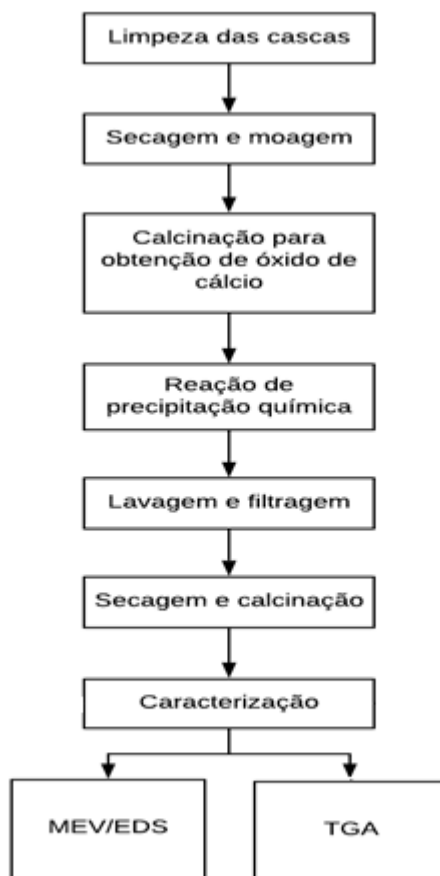 Limpeza das cascas
Secagem e moagem
Calcinação para
obtenção de óxido de
cálcio
Reação de
precipitação química
Lavagem e filtragem
Secagem e calcinação
Caracterização
MEV/EDS
TGA